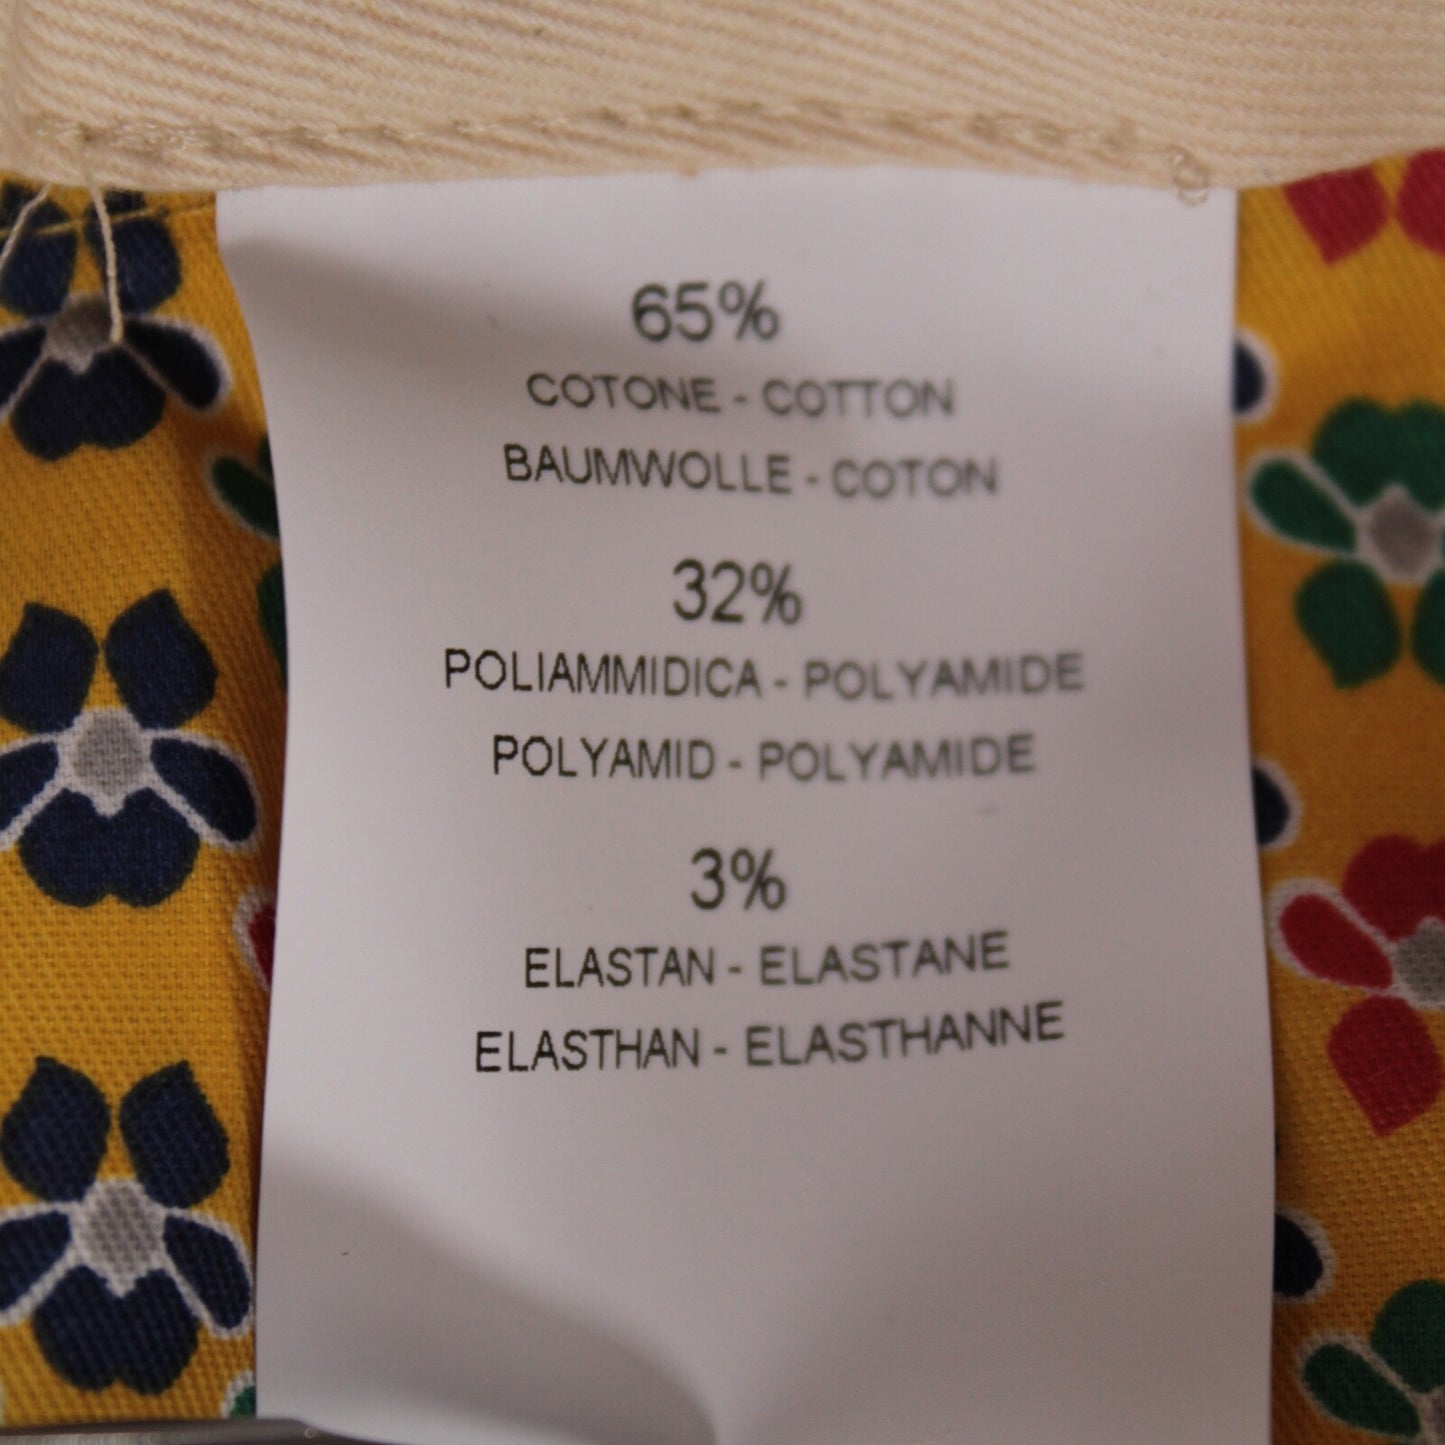 65%
COTONE - COTTON
BAUMWOLLE - COTON
32%
POLIAMMIDICA - POLYAMIDE
POLYAMID - POLYAMIDE
3%
ELASTAN - ELASTANE
ELASTHAN - ELASTHANNE